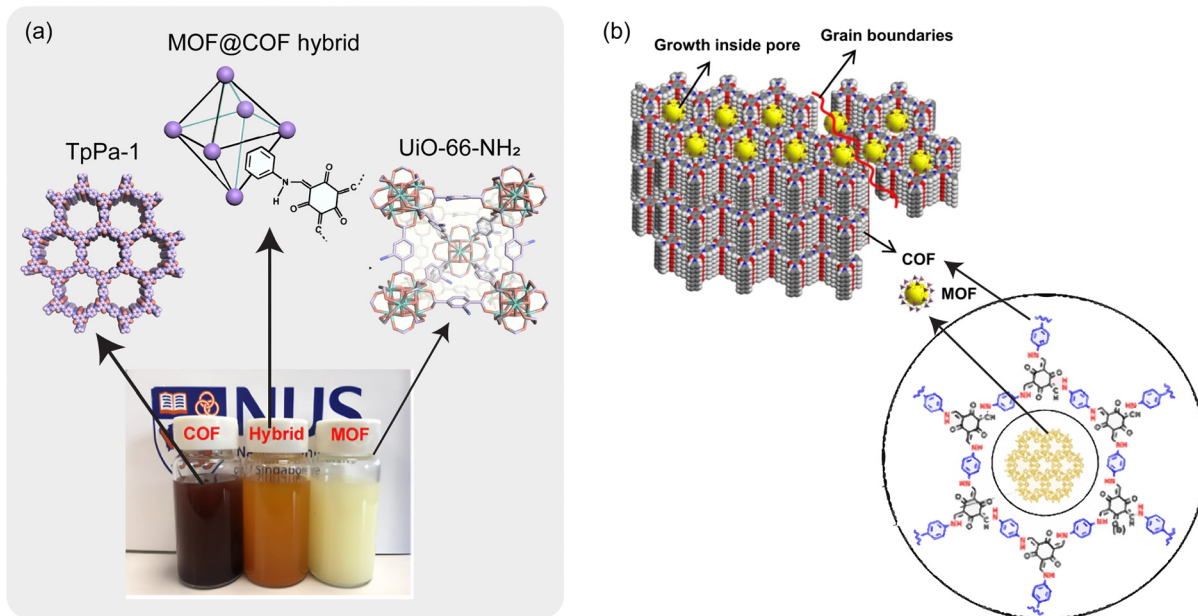 (a)
MOF@COF hybrid
TpPa-1
UiO-66-NH₂
N
H
O
O
O
C
C
NUS
COF
Hybrid
MOF
Singapore
(b)
Growth inside pore
Grain boundaries
COF
MOF
(b)